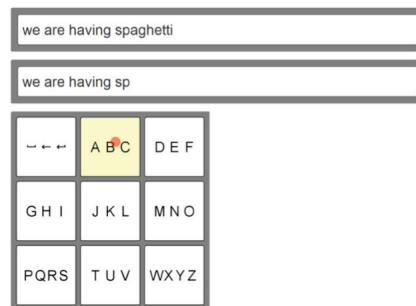 we are having spaghetti
we are having sp
⎵ ← ↵ A B C D E F
G H I J K L M N O
P Q R S T U V W X Y Z